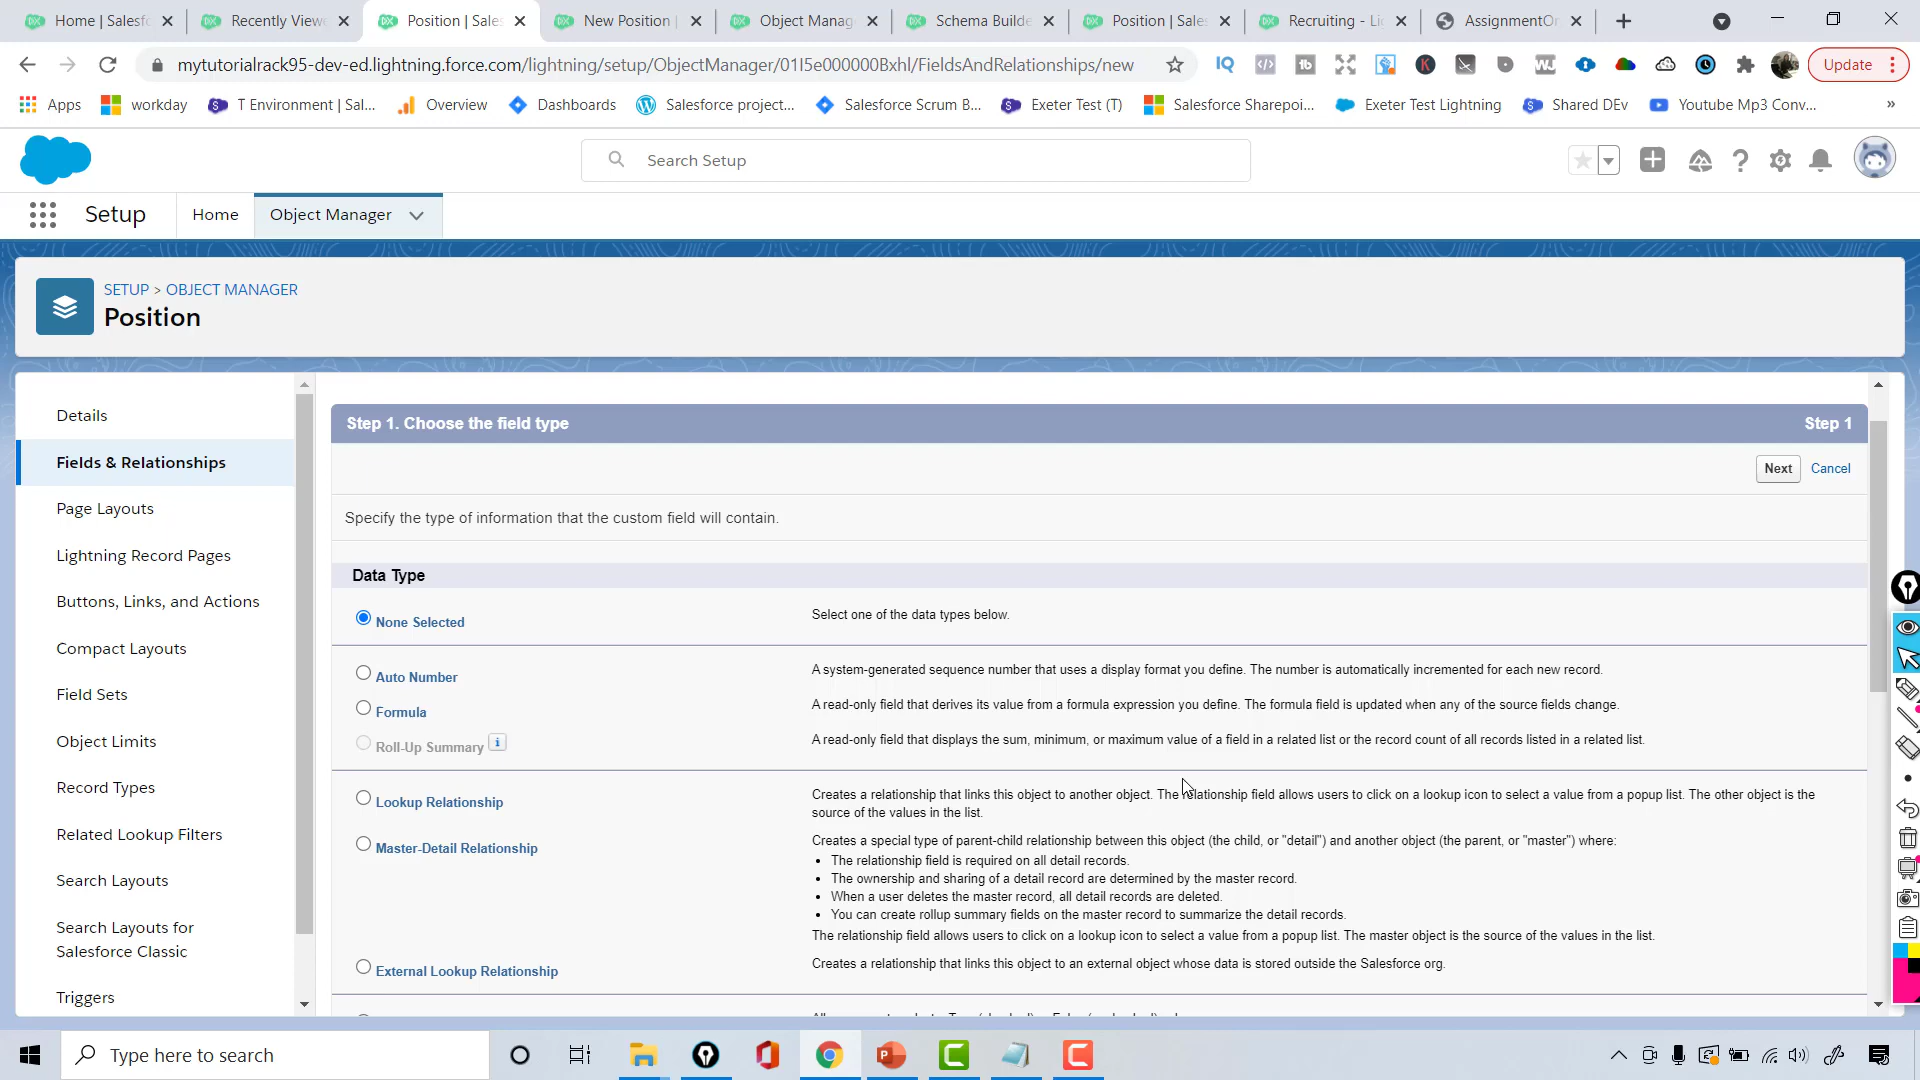 Home | Salesf
Recently View
Position | Sales
New Position |
Object Manag
Schema Builde
Position | Sales
Recruiting - Li
AssignmentOr
mytutorialrack95-dev-ed.lightning.force.com/lightning/setup/ObjectManager/01I5e000000Bxhl/FieldsAndRelationships/new
Update
Apps
workday
T Environment | Sal...
Overview
Dashboards
Salesforce project...
Salesforce Scrum B...
Exeter Test (T)
Salesforce Sharepoi...
Exeter Test Lightning
Shared DEv
Youtube Mp3 Conv...
»
Search Setup
Setup
Home
Object Manager
SETUP > OBJECT MANAGER
Position
Details
Fields & Relationships
Page Layouts
Lightning Record Pages
Buttons, Links, and Actions
Compact Layouts
Field Sets
Object Limits
Record Types
Related Lookup Filters
Search Layouts
Search Layouts for
Salesforce Classic
Triggers
Step 1. Choose the field type
Step 1
Next
Cancel
Specify the type of information that the custom field will contain.
Data Type
None Selected
Select one of the data types below.
Auto Number
A system-generated sequence number that uses a display format you define. The number is automatically incremented for each new record.
Formula
A read-only field that derives its value from a formula expression you define. The formula field is updated when any of the source fields change.
Roll-Up Summary
i
A read-only field that displays the sum, minimum, or maximum value of a field in a related list or the record count of all records listed in a related list.
Lookup Relationship
Creates a relationship that links this object to another object. The relationship field allows users to click on a lookup icon to select a value from a popup list. The other object is the
source of the values in the list.
Master-Detail Relationship
Creates a special type of parent-child relationship between this object (the child, or "detail") and another object (the parent, or "master") where:
• The relationship field is required on all detail records.
• The ownership and sharing of a detail record are determined by the master record.
• When a user deletes the master record, all detail records are deleted.
• You can create rollup summary fields on the master record to summarize the detail records.
The relationship field allows users to click on a lookup icon to select a value from a popup list. The master object is the source of the values in the list.
External Lookup Relationship
Creates a relationship that links this object to an external object whose data is stored outside the Salesforce org.
Type here to search